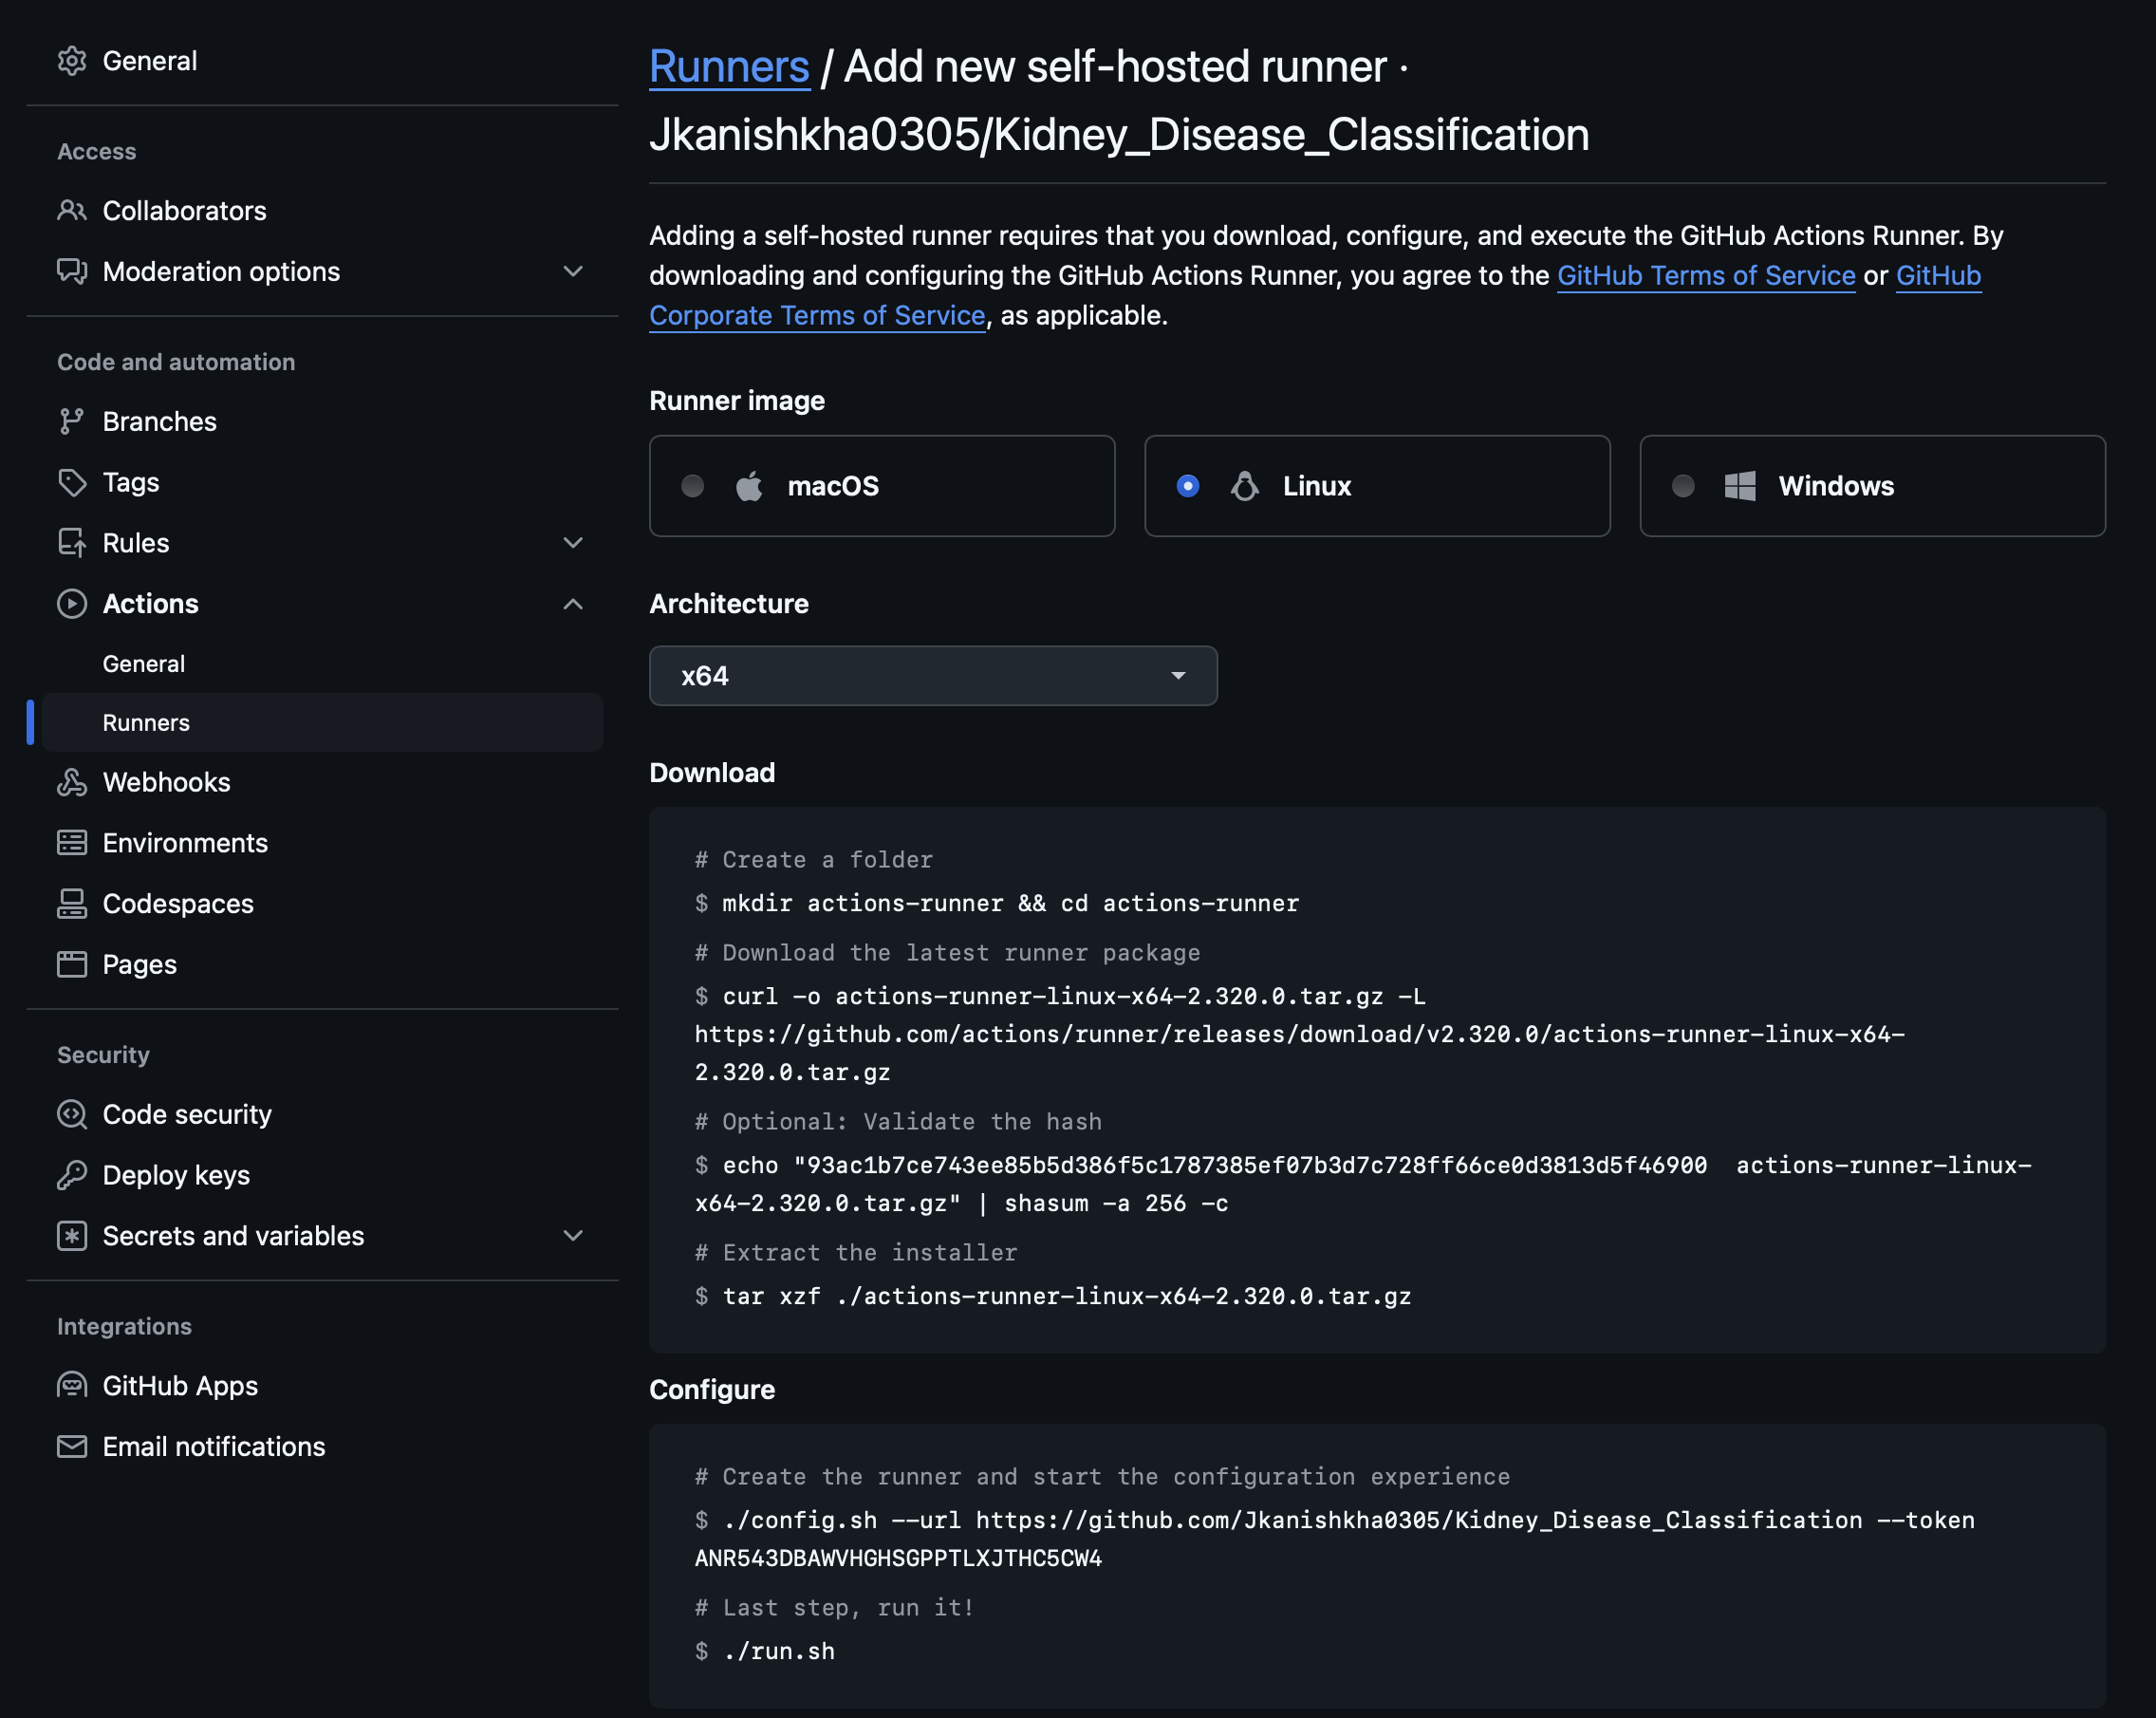 General
Access
Collaborators
Moderation options
Code and automation
Branches
Tags
Rules
Actions
General
Runners
Webhooks
Environments
Codespaces
Pages
Security
Code security
Deploy keys
Secrets and variables
Integrations
GitHub Apps
Email notifications
Runners / Add new self-hosted runner ·
Jkanishkha0305/Kidney_Disease_Classification
Adding a self-hosted runner requires that you download, configure, and execute the GitHub Actions Runner. By
downloading and configuring the GitHub Actions Runner, you agree to the GitHub Terms of Service or GitHub
Corporate Terms of Service, as applicable.
Runner image
macOS
Linux
Windows
Architecture
x64
Download
# Create a folder
$ mkdir actions-runner && cd actions-runner
# Download the latest runner package
$ curl -o actions-runner-linux-x64-2.320.0.tar.gz -L
https://github.com/actions/runner/releases/download/v2.320.0/actions-runner-linux-x64-
2.320.0.tar.gz
# Optional: Validate the hash
$ echo "93ac1b7ce743ee85b5d386f5c1787385ef07b3d7c728ff66ce0d3813d5f46900  actions-runner-linux-
x64-2.320.0.tar.gz" | shasum -a 256 -c
# Extract the installer
$ tar xzf ./actions-runner-linux-x64-2.320.0.tar.gz
Configure
# Create the runner and start the configuration experience
$ ./config.sh --url https://github.com/Jkanishkha0305/Kidney_Disease_Classification --token
ANR543DBAWVHGHSGPPTLXJTHC5CW4
# Last step, run it!
$ ./run.sh